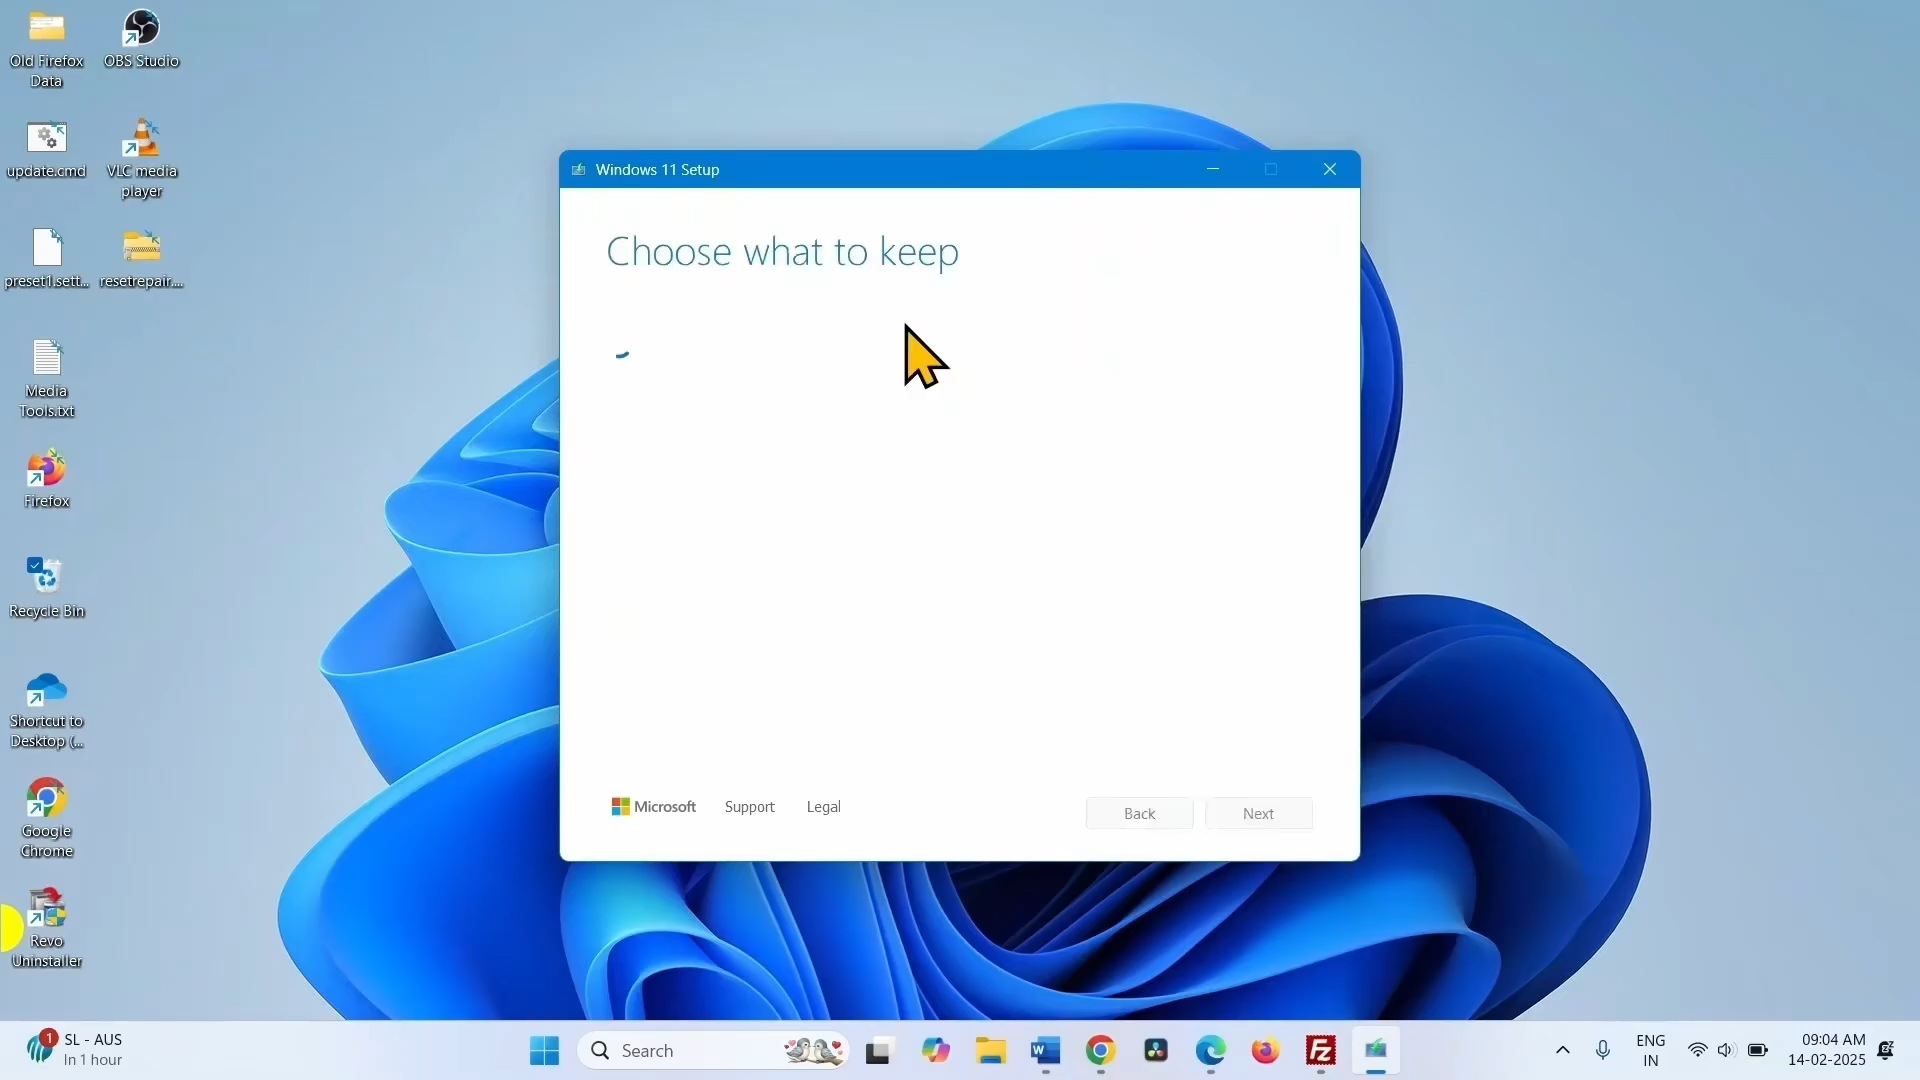 Old Firefox
Data
OBS Studio
update.cmd
VLC media
player
preset1.sett...
resetrepair....
Media
Tools.txt
Firefox
Recycle Bin
Shortcut to
Desktop (...
Google
Chrome
Revo
Uninstaller
Windows 11 Setup
Choose what to keep
Microsoft
Support
Legal
Back
Next
1
SL - AUS
In 1 hour
Search
ENG
IN
09:04 AM
14-02-2025